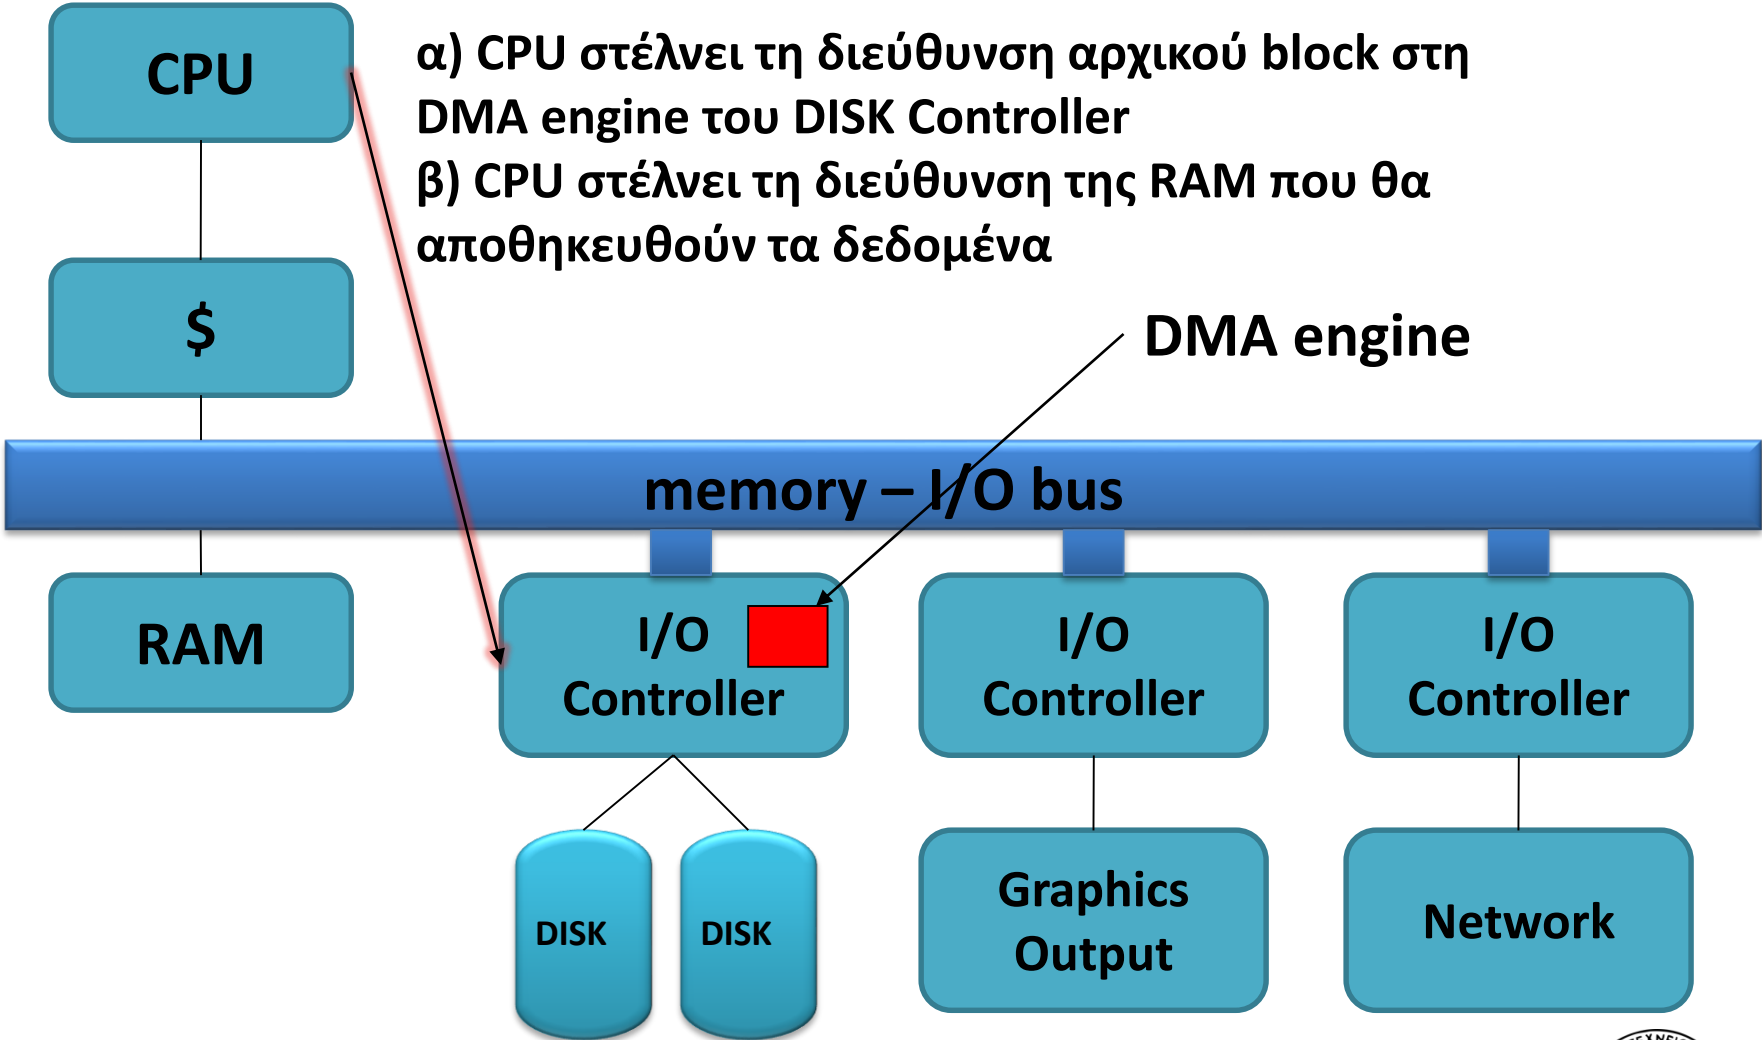 CPU
α) CPU στέλνει τη διεύθυνση αρχικού block στη
DMA engine του DISK Controller
β) CPU στέλνει τη διεύθυνση της RAM που θα
αποθηκευθούν τα δεδομένα
$
DMA engine
memory – I/O bus
RAM
I/O
Controller
I/O
Controller
I/O
Controller
DISK
DISK
Graphics
Output
Network